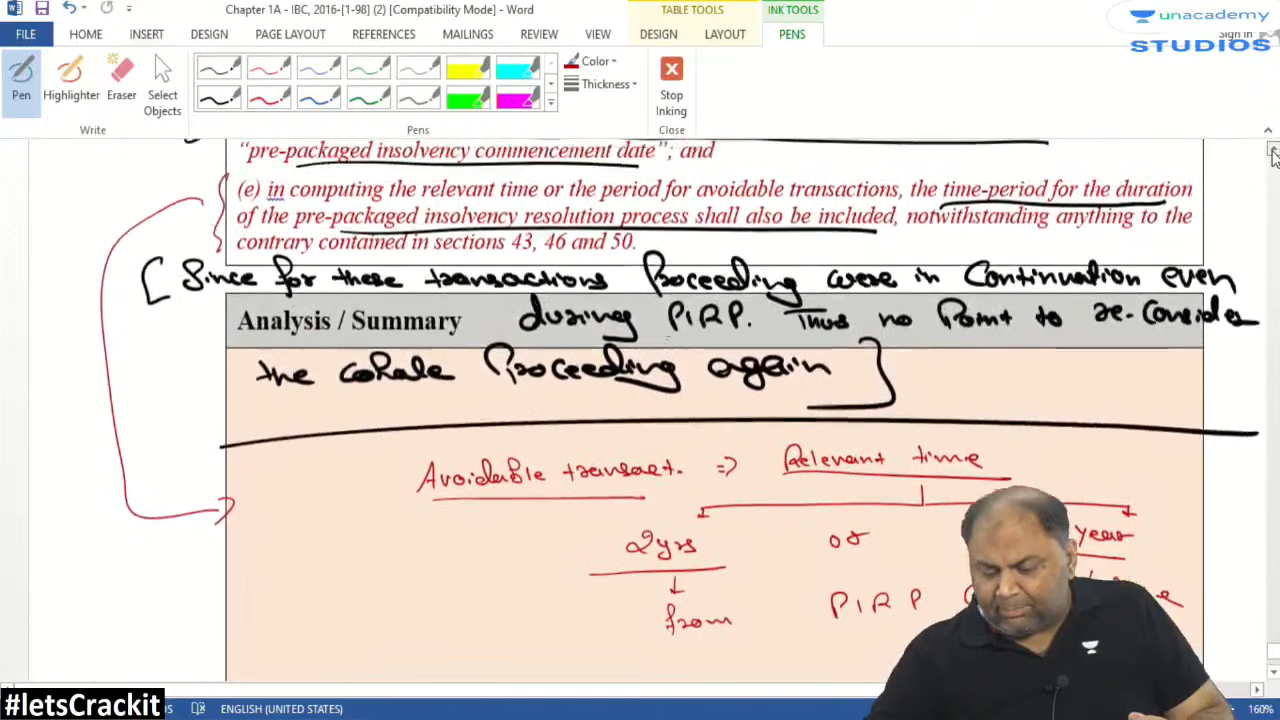 Chapter 1A - IBC, 2016-[1-98) (2) [Compatibility Mode] - Word
TABLE TOOLS
INK TOOLS
unacademy
STUDIOS
Sign in
FILE HOME INSERT DESIGN PAGE LAYOUT REFERENCES MAILINGS REVIEW VIEW DESIGN LAYOUT PENS
Pen Highlighter Eraser Select Objects
Color
Thickness
Stop Inking
Write Pens Close
"pre-packaged insolvency commencement date"; and
(e) in computing the relevant time or the period for avoidable transactions, the time-period for the duration
of the pre-packaged insolvency resolution process shall also be included, notwithstanding anything to the
contrary contained in sections 43, 46 and 50.
[Since for these transactions Proceeding were in Continuation even
Analysis / Summary
during PIRP. Thus no Point to re-Consider
the whole Proceeding again]
Avoidable transact. => Relevant time
2yrs or year
from PIRP
#letsCrackit
ENGLISH (UNITED STATES)
160%